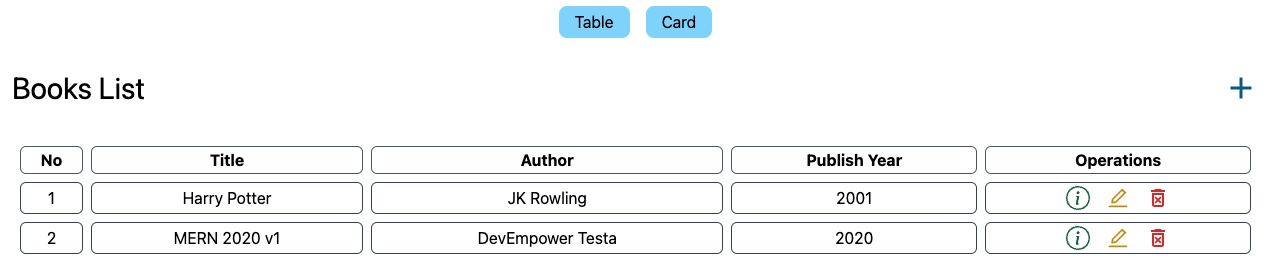 Table Card
Books List
No Title Author Publish Year Operations
1 Harry Potter JK Rowling 2001
2 MERN 2020 v1 DevEmpower Testa 2020